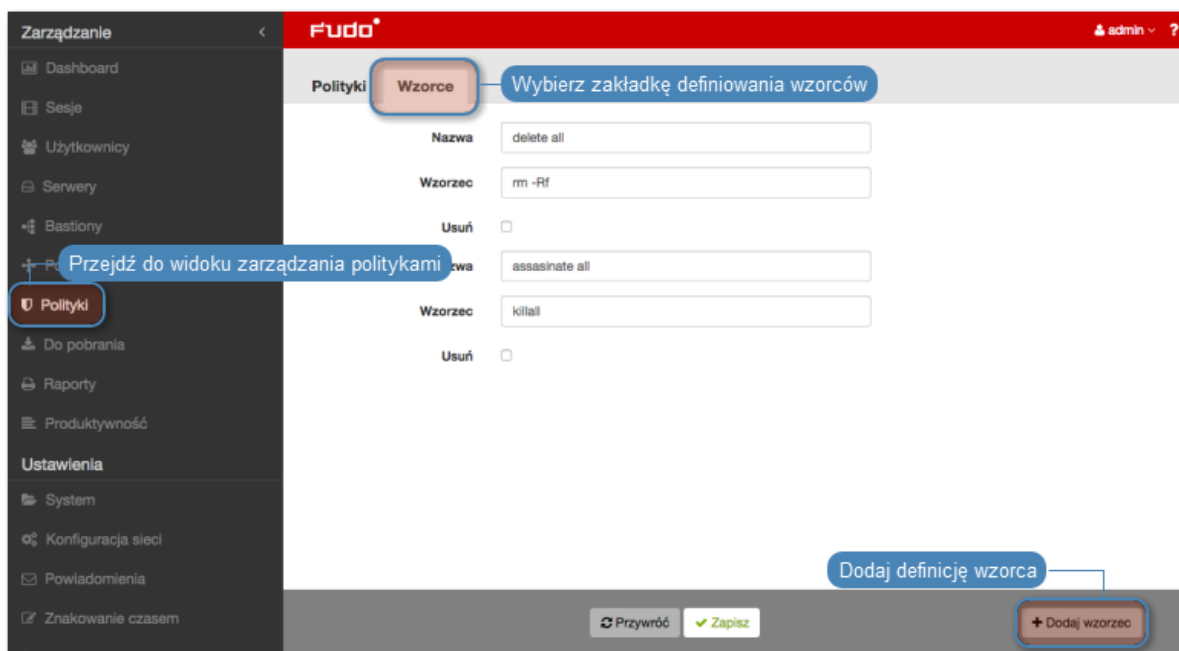 Zarządzanie
Dashboard
Sesje
Użytkownicy
Serwery
Bastiony
Polityki
Do pobrania
Raporty
Produktywność
Ustawienia
System
Konfiguracja sieci
Powiadomienia
Znakowanie czasem
FUDO
admin ?
Polityki Wzorce
Wybierz zakładkę definiowania wzorców
Nazwa delete all
Wzorzec rm -Rf
Usuń
Przejdź do widoku zarządzania politykami
assasinate all
Wzorzec killall
Usuń
Dodaj definicję wzorca
Przywróć Zapisz + Dodaj wzorzec